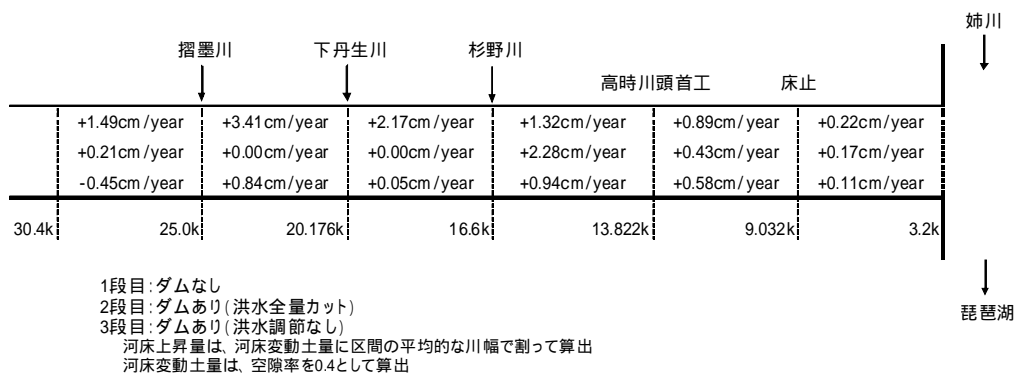 姉川
摺墨川 下丹生川 杉野川
高時川頭首工 床止
+1.49cm/year +3.41cm/year +2.17cm/year +1.32cm/year +0.89cm/year +0.22cm/year
+0.21cm/year +0.00cm/year +0.00cm/year +2.28cm/year +0.43cm/year +0.17cm/year
-0.45cm/year +0.84cm/year +0.05cm/year +0.94cm/year +0.58cm/year +0.11cm/year
30.4k 25.0k 20.176k 16.6k 13.822k 9.032k 3.2k
1段目:ダムなし
2段目:ダムあり(洪水全量カット)
3段目:ダムあり(洪水調節なし)
河床上昇量は、河床変動土量に区間の平均的な川幅で割って算出
河床変動土量は、空隙率を0.4として算出
琵琶湖